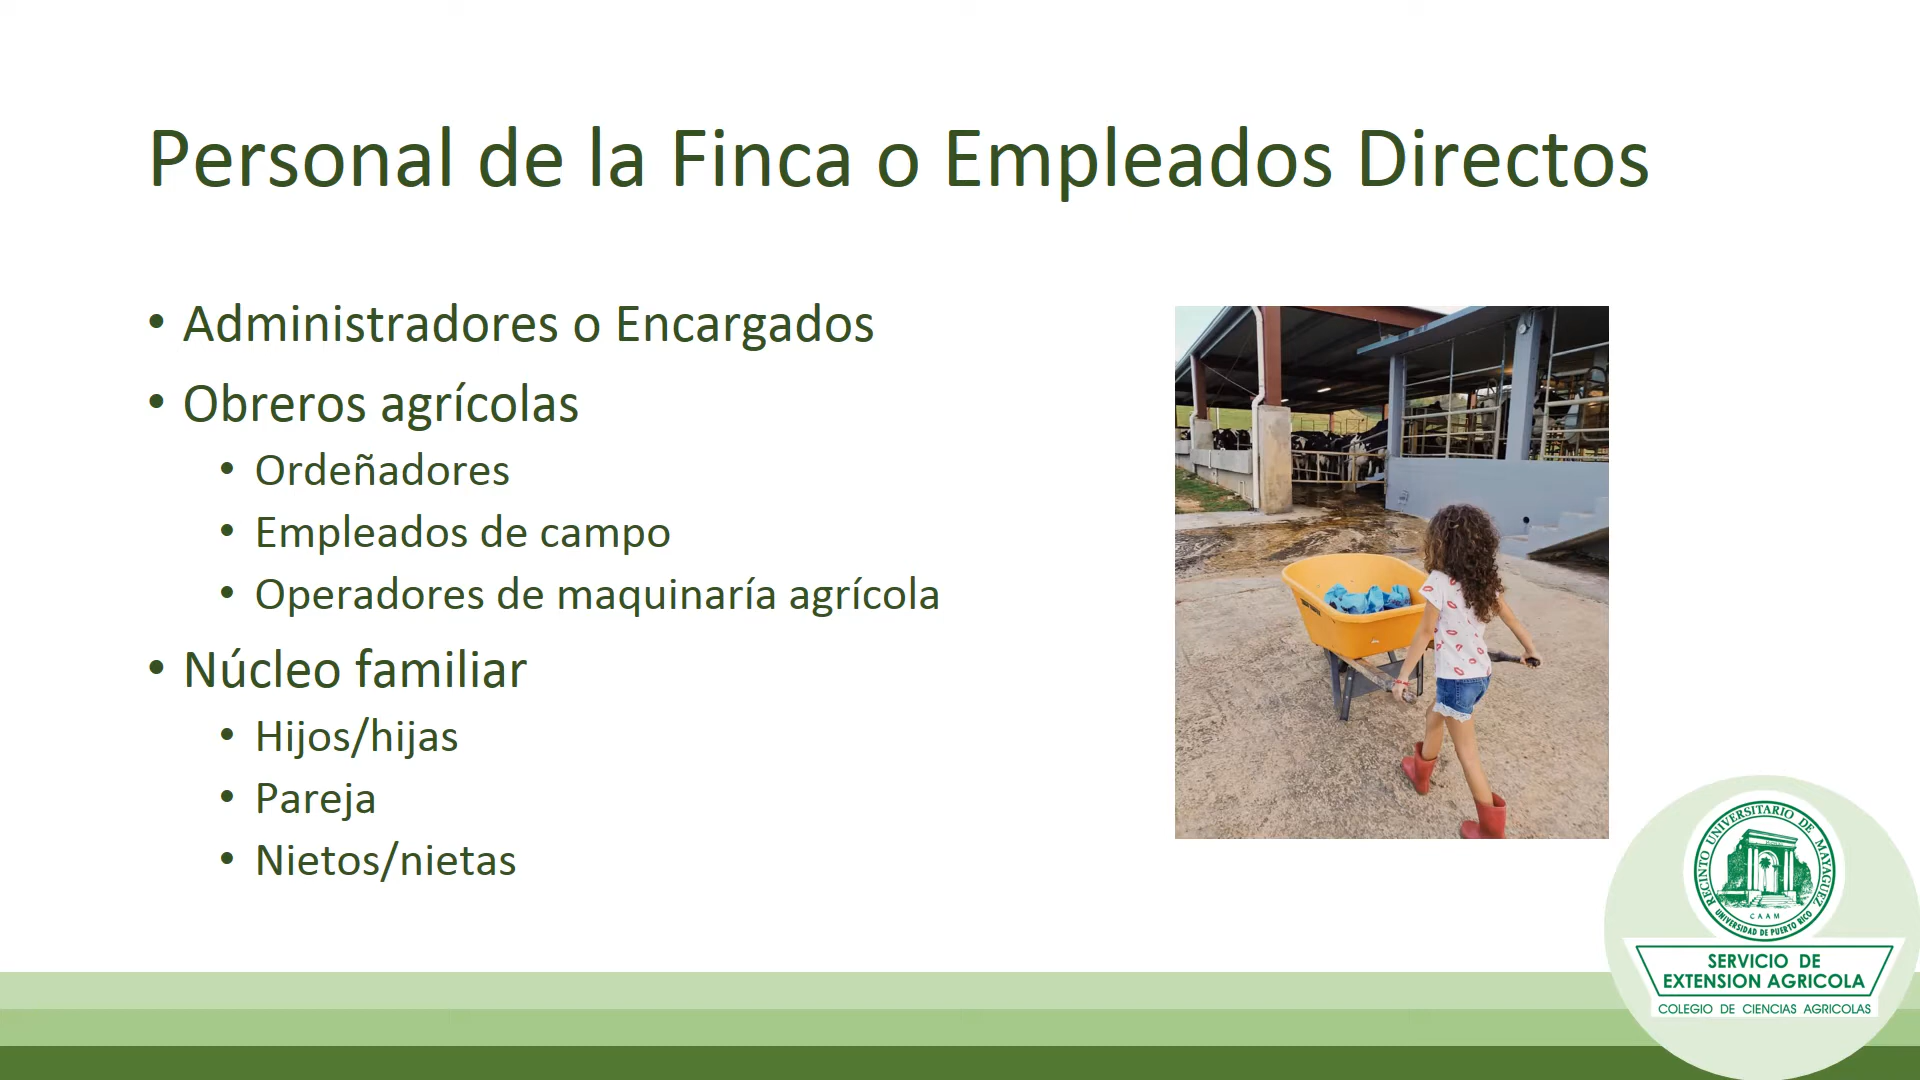 Personal de la Finca o Empleados Directos
• Administradores o Encargados
• Obreros agrícolas
• Ordeñadores
• Empleados de campo
• Operadores de maquinaría agrícola
• Núcleo familiar
• Hijos/hijas
• Pareja
• Nietos/nietas
RECINTO UNIVERSITARIO DE MAYAGUEZ
CAAM
UNIVERSIDAD DE PUERTO RICO
SERVICIO DE
EXTENSION AGRICOLA
COLEGIO DE CIENCIAS AGRICOLAS